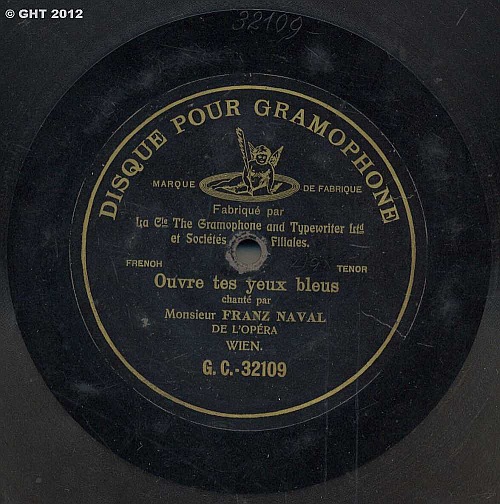 © GHT 2012
32109
DISQUE POUR GRAMOPHONE
MARQUE DE FABRIQUE
Fabriqué par
La Cie The Gramophone and Typewriter Ltd
et Sociétés Filiales.
FRENCH TENOR
Ouvre tes yeux bleus
chanté par
Monsieur FRANZ NAVAL
DE L'OPÉRA
WIEN.
G. C.-32109